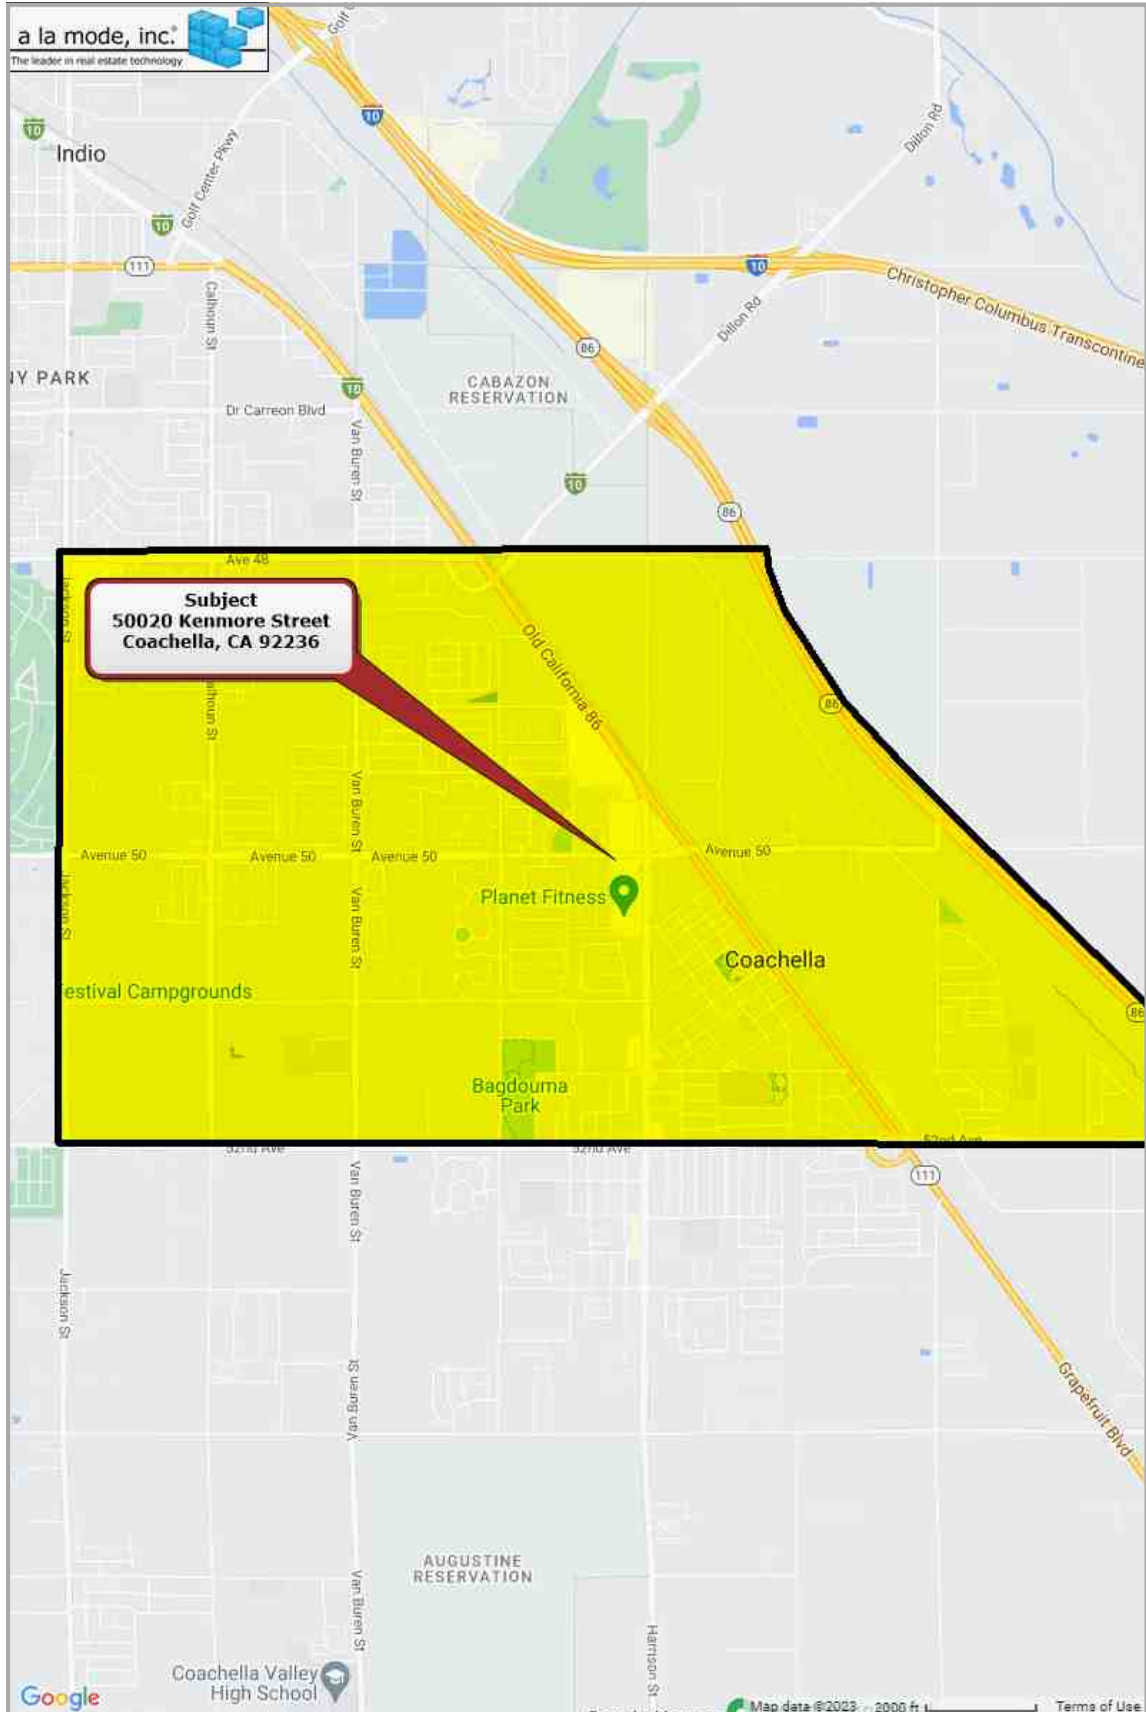 a la mode, inc.®
The leader in real estate technology
10
Golf Center Pkwy
10
Indio
Dillon Rd
10
111
Calhoun St
10
Christopher Columbus Transcontine
86
Dillon Rd
NY PARK
10
CABAZON
RESERVATION
Dr Carreon Blvd
Van Buren St
10
86
Ave 48
Jackson St
Subject
50020 Kenmore Street
Coachella, CA 92236
Old California 86
alhoun St
86
Van Buren St
Avenue 50
Avenue 50
Avenue 50
Avenue 50
Jackson St
Van Buren St
Planet Fitness
Coachella
estival Campgrounds
86
Bagdouma
Park
52nd Ave
52nd Ave
52nd Ave
111
Van Buren St
Jackson St
Van Buren St
Grapefruit Blvd
AUGUSTINE
RESERVATION
Van Buren St
Harrison St
Coachella Valley
High School
Google
Map data ©2023
2000 ft
Terms of Use